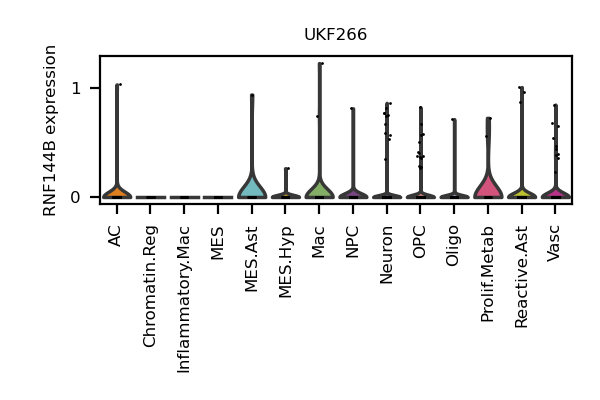 UKF266
RNF144B expression
1
0
AC
Chromatin.Reg
Inflammatory.Mac
MES
MES.Ast
MES.Hyp
Mac
NPC
Neuron
OPC
Oligo
Prolif.Metab
Reactive.Ast
Vasc